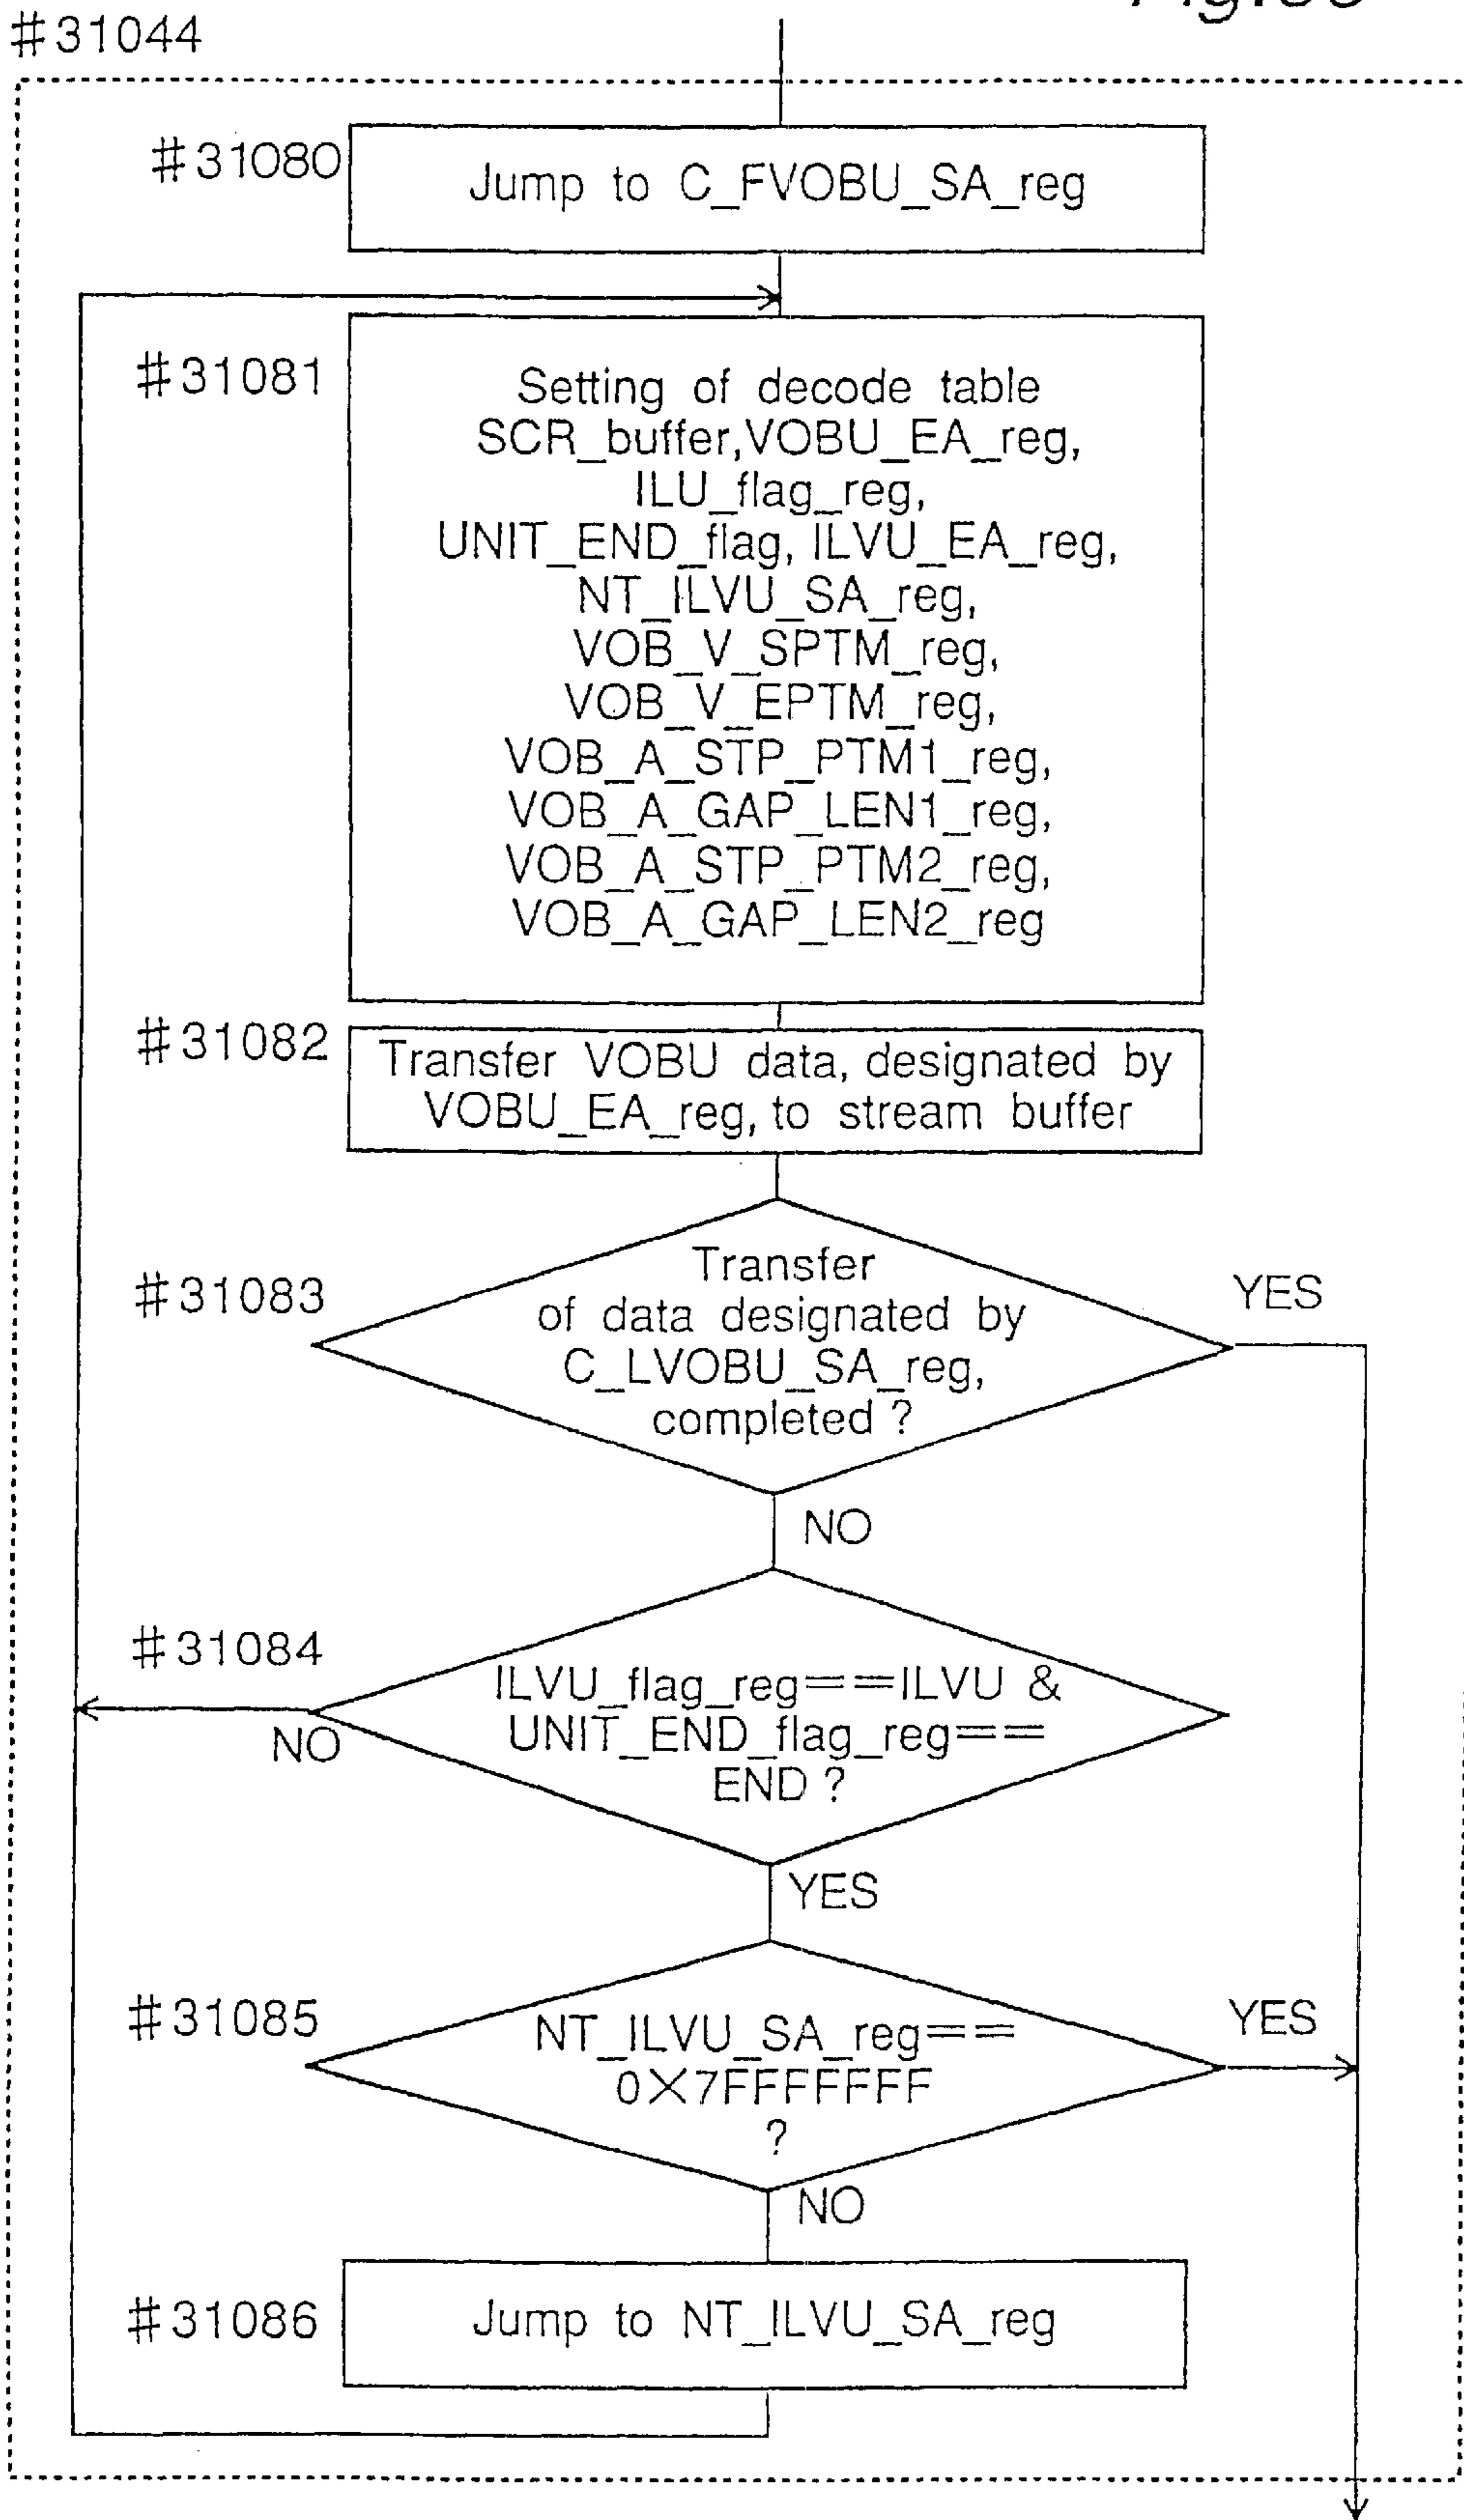 #31044
#31080
Jump to C_FVOBU_SA_reg
#31081
Setting of decode table
SCR_buffer,VOBU_EA_reg,
ILU_flag_reg,
UNIT_END_flag, ILVU_EA_reg,
NT_ILVU_SA_reg,
VOB_V_SPTM_reg,
VOB_V_EPTM_reg,
VOB_A_STP_PTM1_reg,
VOB_A_GAP_LEN1_reg,
VOB_A_STP_PTM2_reg,
VOB_A_GAP_LEN2_reg
#31082
Transfer VOBU data, designated by
VOBU_EA_reg, to stream buffer
#31083
Transfer
of data designated by
C_LVOBU_SA_reg,
completed ?
YES
NO
#31084
ILVU_flag_reg==ILVU &
UNIT_END_flag_reg==
END ?
NO
YES
#31085
NT_ILVU_SA_reg==
0X7FFFFFFF
?
YES
NO
#31086
Jump to NT_ILVU_SA_reg